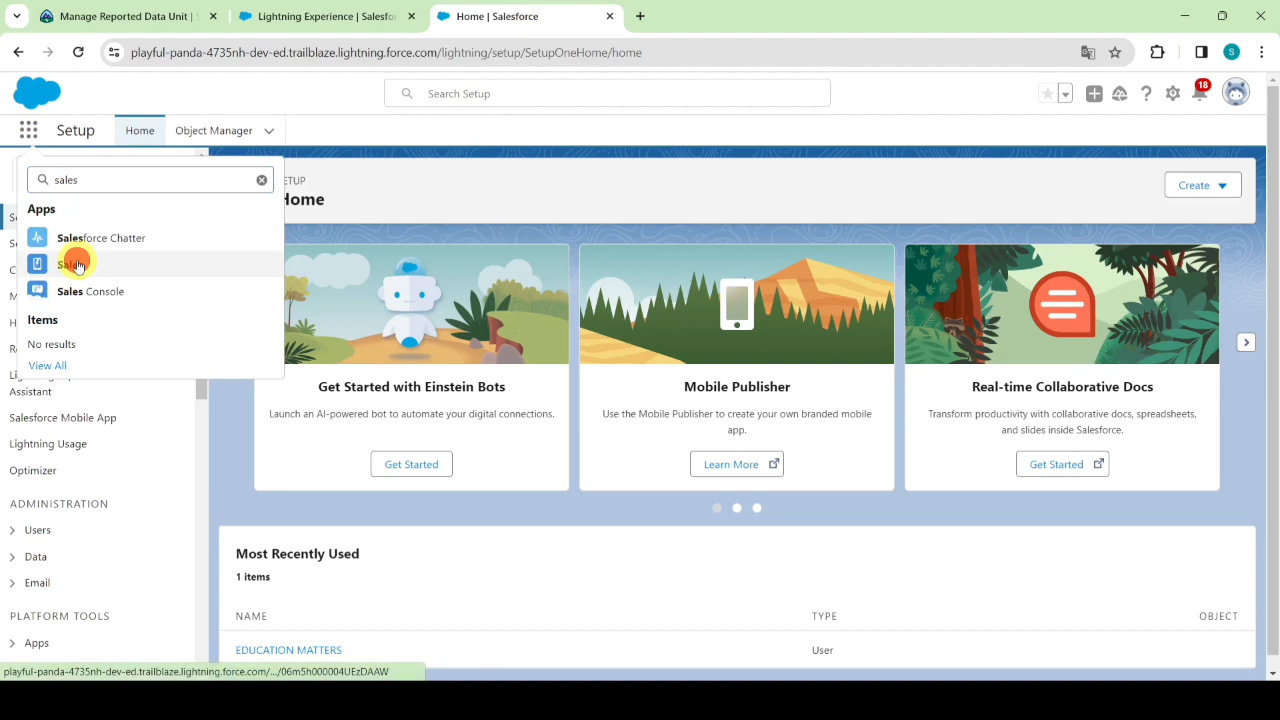 Manage Reported Data Unit | S
Lightning Experience | Salesfor
Home | Salesforce
playful-panda-4735nh-dev-ed.trailblaze.lightning.force.com/lightning/setup/SetupOneHome/home
S
Search Setup
18
Setup
Home
Object Manager
sales
Apps
Salesforce Chatter
Sales Console
Items
No results
View All
Assistant
Salesforce Mobile App
Lightning Usage
Optimizer
ADMINISTRATION
Users
Data
Email
PLATFORM TOOLS
Apps
SETUP
Home
Create
Get Started with Einstein Bots
Launch an AI-powered bot to automate your digital connections.
Get Started
Mobile Publisher
Use the Mobile Publisher to create your own branded mobile
app.
Learn More
Real-time Collaborative Docs
Transform productivity with collaborative docs, spreadsheets,
and slides inside Salesforce.
Get Started
Most Recently Used
1 items
NAME
TYPE
OBJECT
EDUCATION MATTERS
User
playful-panda-4735nh-dev-ed.trailblaze.lightning.force.com/.../06m5h000004UEzDAAW